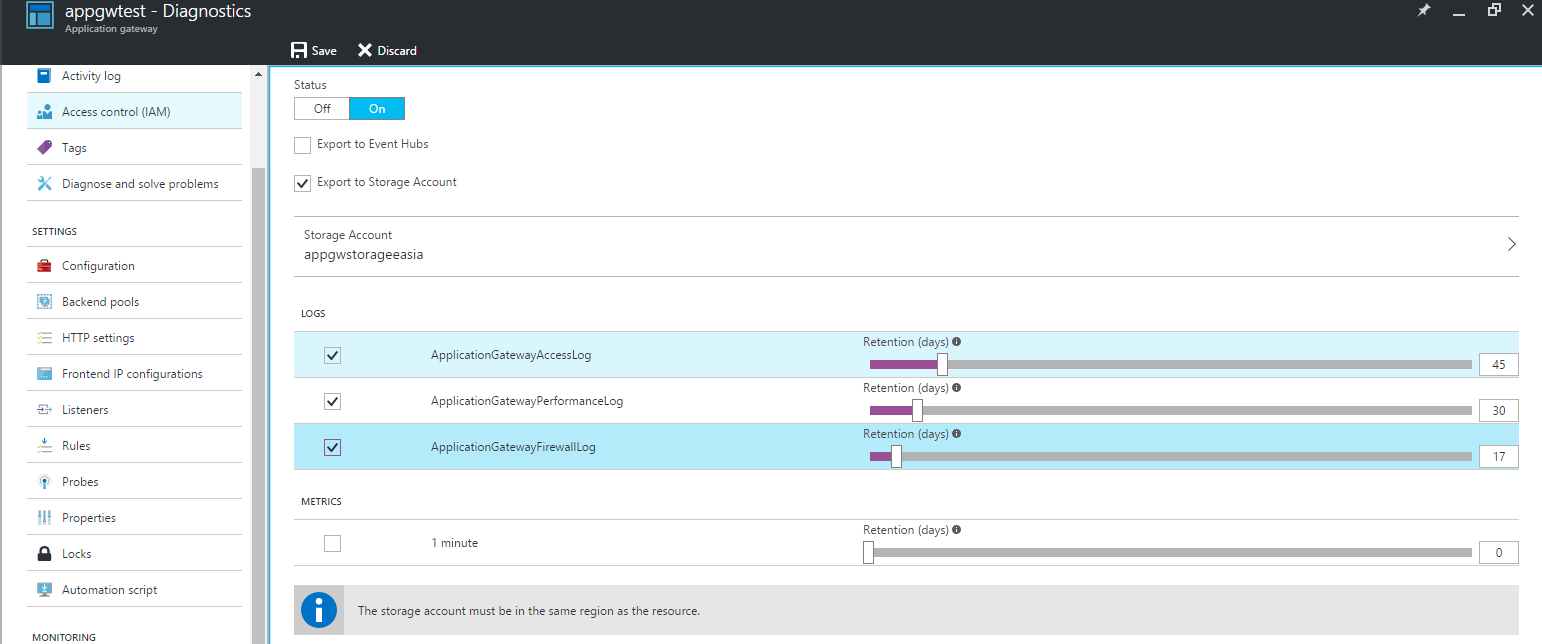 appgwtest - Diagnostics
Application gateway
Save Discard
Activity log
Access control (IAM)
Tags
Diagnose and solve problems
SETTINGS
Configuration
Backend pools
HTTP settings
Frontend IP configurations
Listeners
Rules
Probes
Properties
Locks
Automation script
MONITORING
Status
Off On
Export to Event Hubs
Export to Storage Account
Storage Account
appgwstorageeasia
LOGS
ApplicationGatewayAccessLog
Retention (days)
45
ApplicationGatewayPerformanceLog
Retention (days)
30
ApplicationGatewayFirewallLog
Retention (days)
17
METRICS
1 minute
Retention (days)
0
The storage account must be in the same region as the resource.